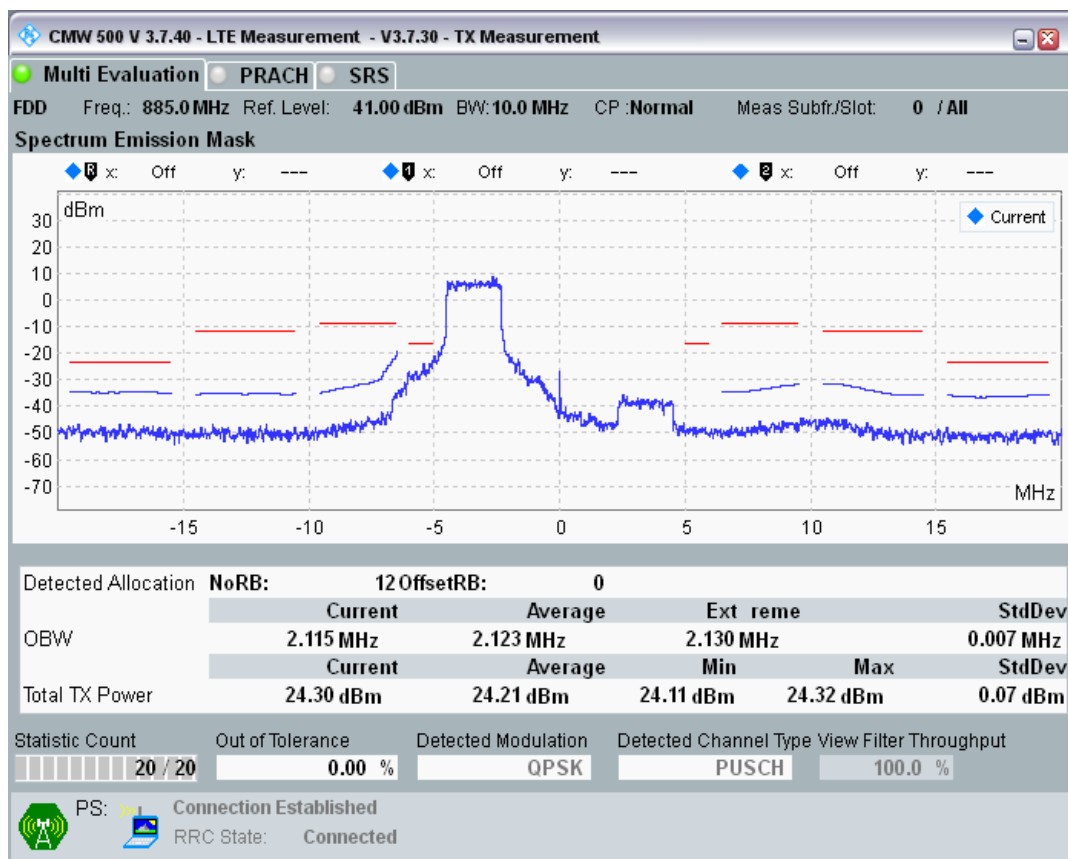 CMW 500 V 3.7.40 - LTE Measurement - V3.7.30 - TX Measurement
Multi Evaluation PRACH SRS
FDD Freq.: 885.0 MHz Ref. Level: 41.00 dBm BW: 10.0 MHz CP :Normal Meas Subfr./Slot: 0 / All
Spectrum Emission Mask
R x: Off y: --- 1 x: Off y: --- 2 x: Off y: ---
dBm
Current
30
20
10
0
-10
-20
-30
-40
-50
-60
-70
MHz
-15 -10 -5 0 5 10 15
Detected Allocation NoRB: 12 OffsetRB: 0
Current Average Ext reme StdDev
OBW 2.115 MHz 2.123 MHz 2.130 MHz 0.007 MHz
Current Average Min Max StdDev
Total TX Power 24.30 dBm 24.21 dBm 24.11 dBm 24.32 dBm 0.07 dBm
Statistic Count Out of Tolerance Detected Modulation Detected Channel Type View Filter Throughput
20 / 20 0.00 % QPSK PUSCH 100.0 %
PS: Connection Established
RRC State: Connected